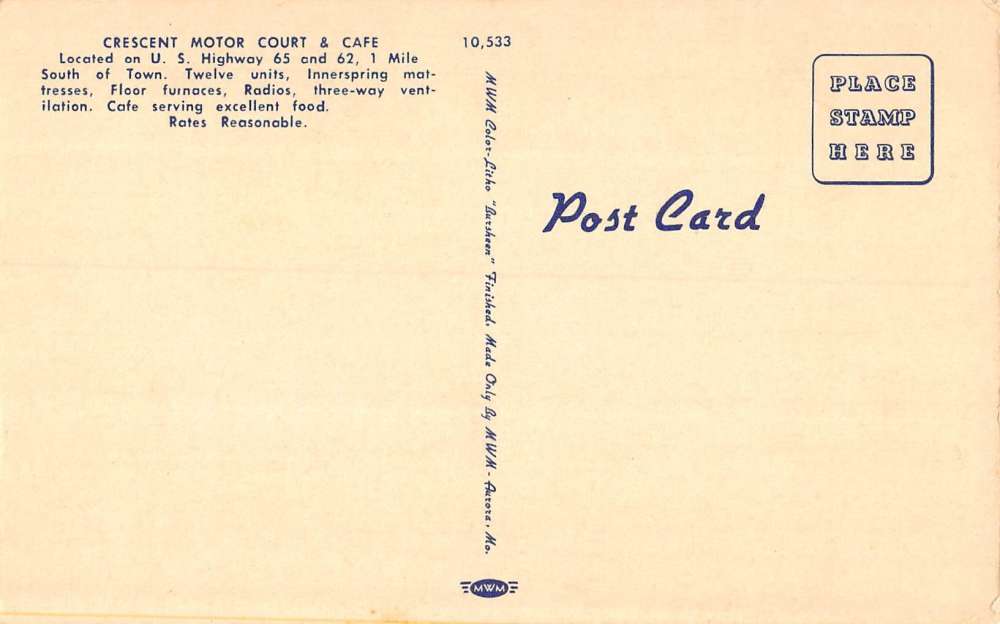 CRESCENT MOTOR COURT & CAFE
Located on U. S. Highway 65 and 62, 1 Mile
South of Town. Twelve units, Innerspring mat-
tresses, Floor furnaces, Radios, three-way vent-
ilation. Cafe serving excellent food.
Rates Reasonable.
10,533
MWM Color-Litho "Bursheen" Finished. Made Only By MWM - Aurora, Mo.
MWM
PLACE
STAMP
HERE
Post Card